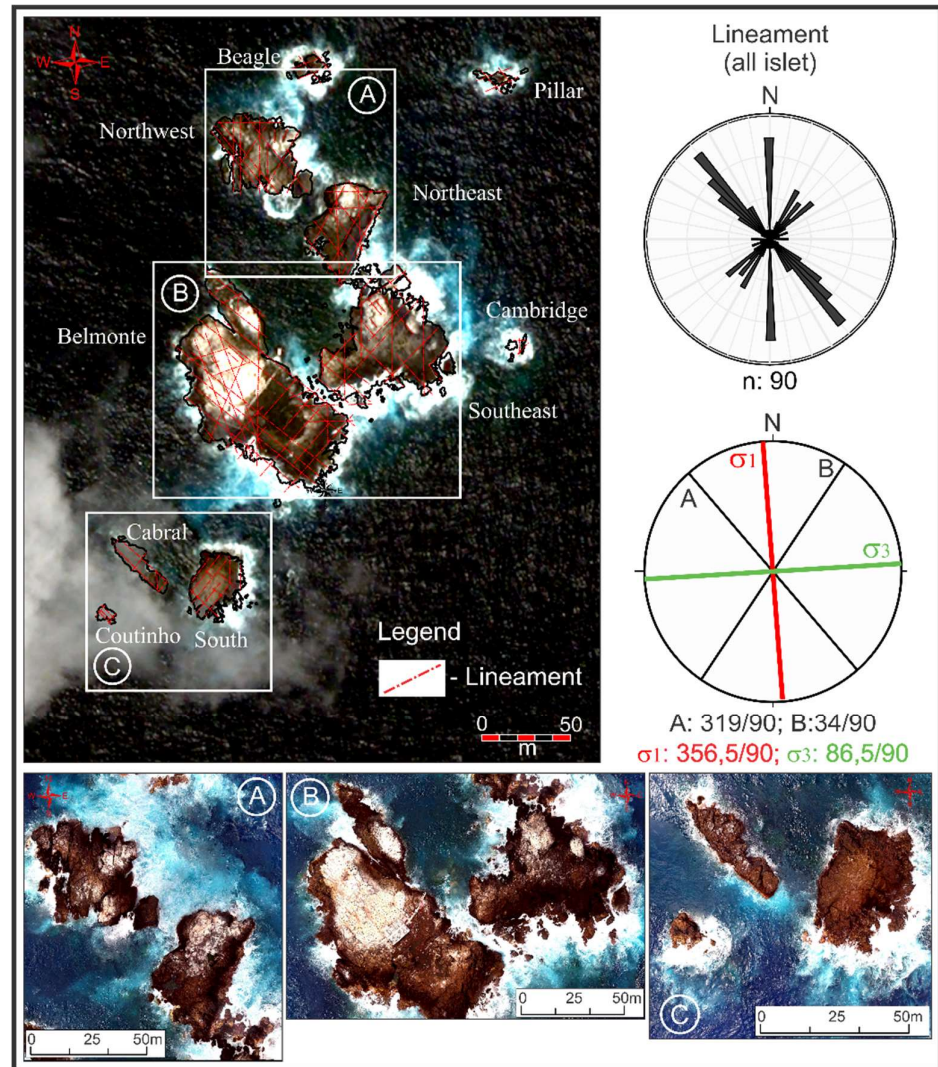 N
W E
S
Beagle
A
Pillar
Northwest
Northeast
B
Belmonte
Cambridge
Southeast
Cabral
Coutinho
South
C
Legend
- Lineament
0 50
m
Lineament
(all islet)
N
n: 90
N
σ1
B
A
σ3
A: 319/90; B:34/90
σ1: 356,5/90; σ3: 86,5/90
A
0 25 50m
B
0 25 50m
C
0 25 50m